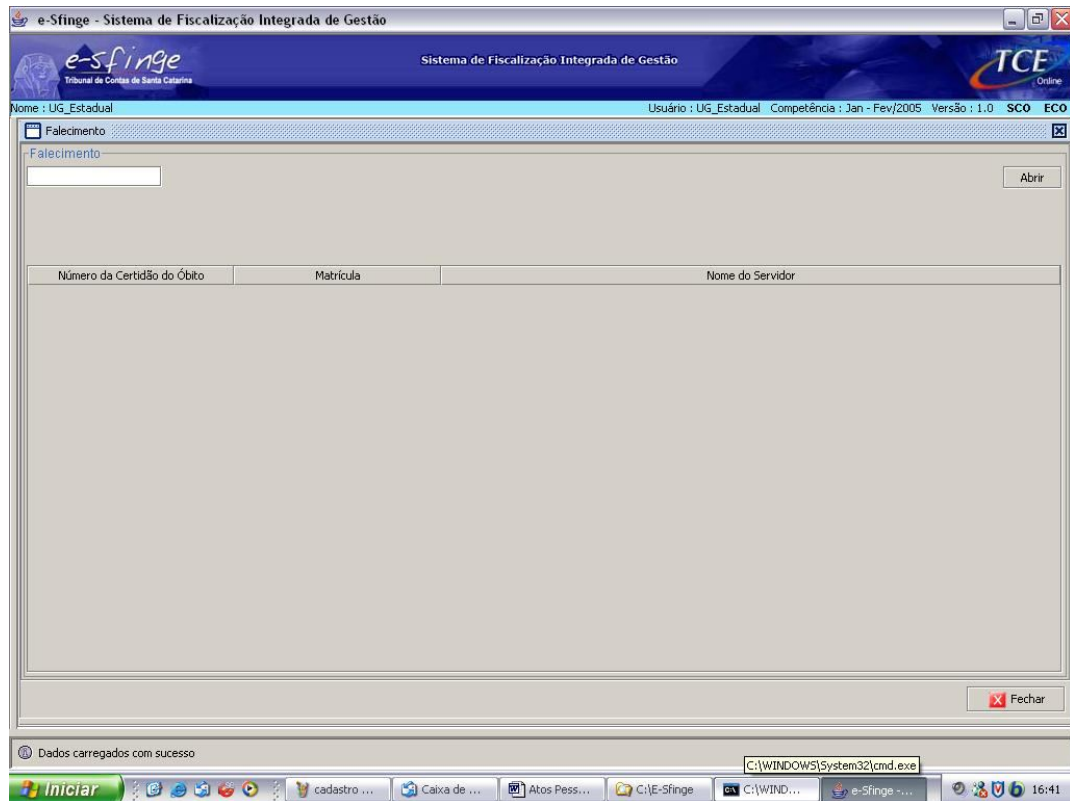 e-Sfinge - Sistema de Fiscalização Integrada de Gestão
e-sfinge
Tribunal de Contas de Santa Catarina
Sistema de Fiscalização Integrada de Gestão
TCE
Online
Nome : UG_Estadual Usuário : UG_Estadual Competência : Jan - Fev/2005 Versão : 1.0 SCO ECO
Falecimento
Falecimento
Abrir
Número da Certidão do Óbito Matrícula Nome do Servidor
Fechar
Dados carregados com sucesso
C:\WINDOWS\System32\cmd.exe
Iniciar cadastro ... Caixa de ... Atos Pess... C:\E-Sfinge C:\WIND... e-Sfinge -... 16:41